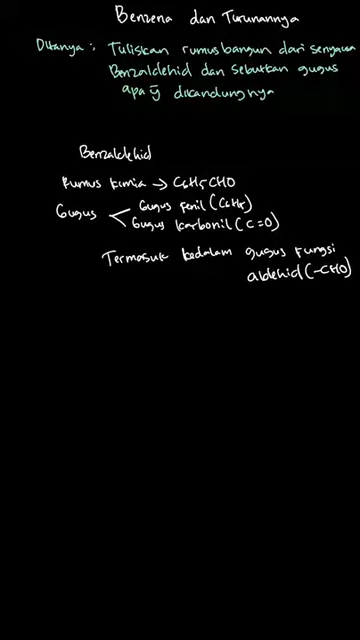 Benzena dan Turunannya
Ditanya : Tuliskan rumus bangun dari senyawa
Benzaldehid dan sebutkan gugus
apa yg dikandungnya
Benzaldehid
Rumus kimia → C6H5CHO
Gugus < Gugus fenil (C6H5)
Gugus karbonil (C=O)
Termasuk kedalam gugus fungsi
aldehid (-CHO)